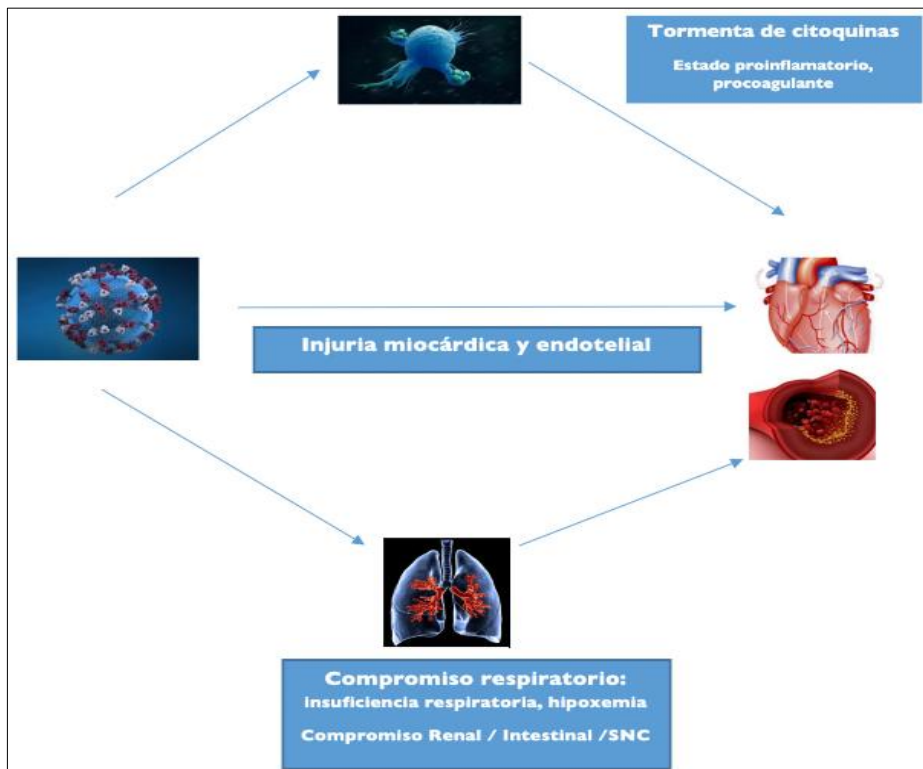 Tormenta de citoquinas
Estado proinflamatorio,
procoagulante
Injuria miocárdica y endotelial
Compromiso respiratorio:
insuficiencia respiratoria, hipoxemia
Compromiso Renal / Intestinal /SNC